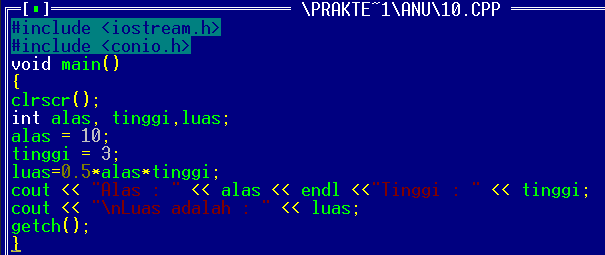 [■] \PRAKTE~1\ANU\10.CPP
#include <iostream.h>
#include <conio.h>
void main()
{
clrscr();
int alas, tinggi,luas;
alas = 10;
tinggi = 3;
luas=0.5*alas*tinggi;
cout << "Alas : " << alas << endl <<"Tinggi : " << tinggi;
cout << "\nLuas adalah : " << luas;
getch();
}